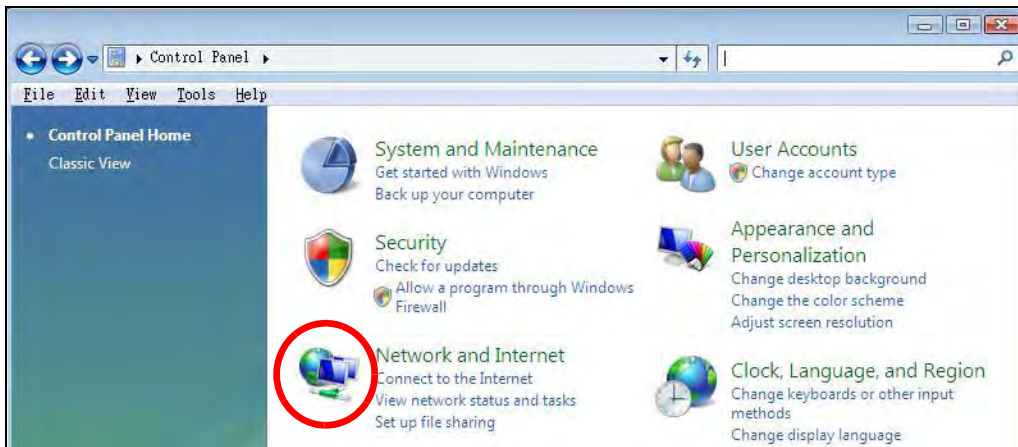 Control Panel
File Edit View Tools Help
Control Panel Home
Classic View
System and Maintenance
Get started with Windows
Back up your computer
Security
Check for updates
Allow a program through Windows
Firewall
Network and Internet
Connect to the Internet
View network status and tasks
Set up file sharing
User Accounts
Change account type
Appearance and
Personalization
Change desktop background
Change the color scheme
Adjust screen resolution
Clock, Language, and Region
Change keyboards or other input
methods
Change display language